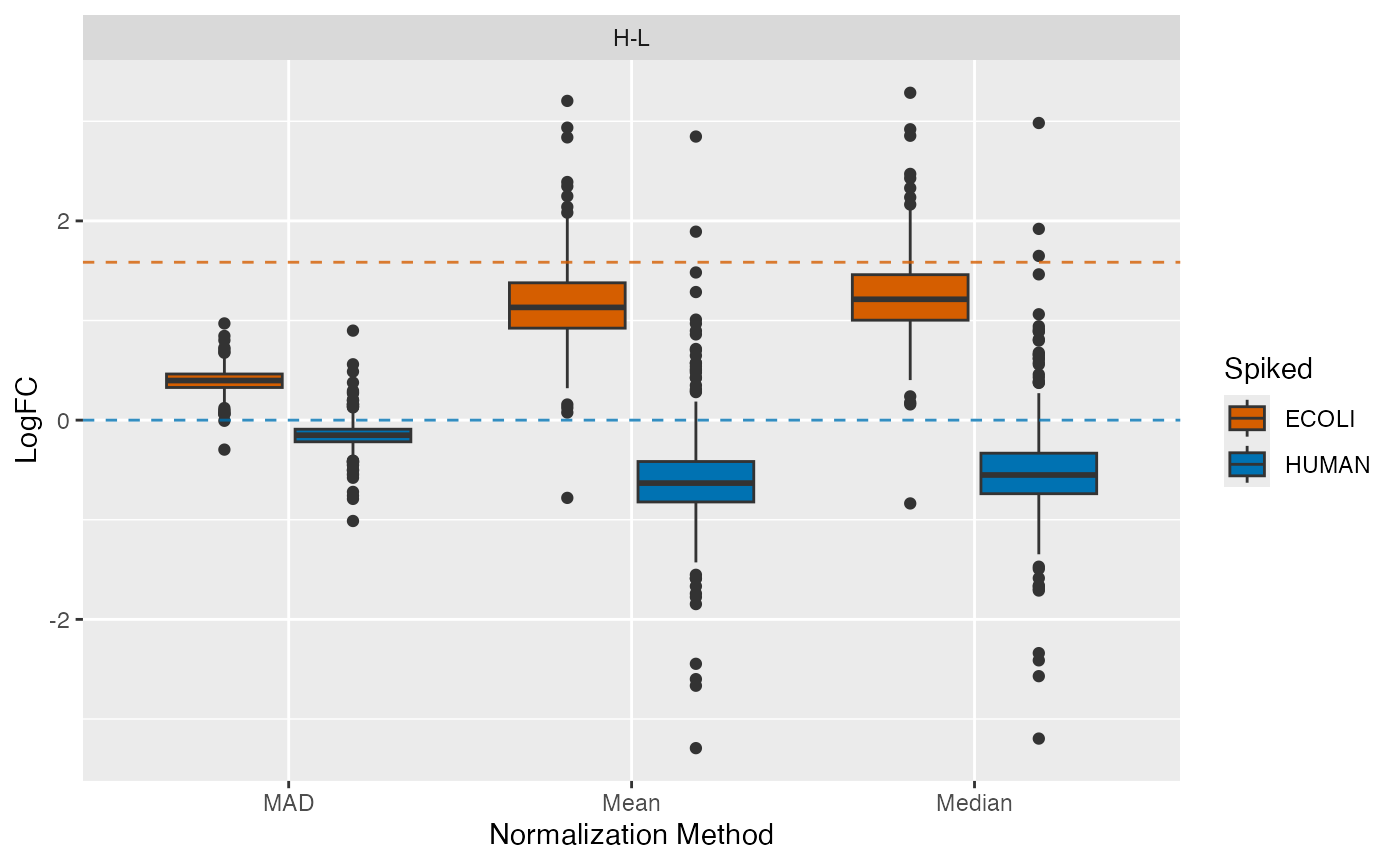 H-L
LogFC
2
0
-2
MAD
Mean
Median
Normalization Method
Spiked
ECOLI
HUMAN